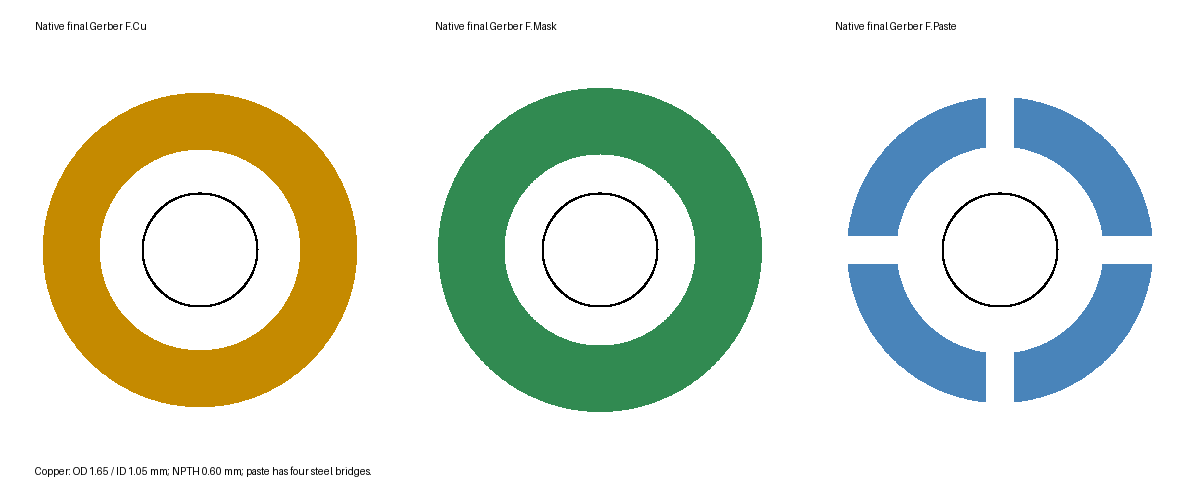 Native final Gerber F.Cu
Native final Gerber F.Mask
Native final Gerber F.Paste
Copper: OD 1.65 / ID 1.05 mm; NPTH 0.60 mm; paste has four steel bridges.